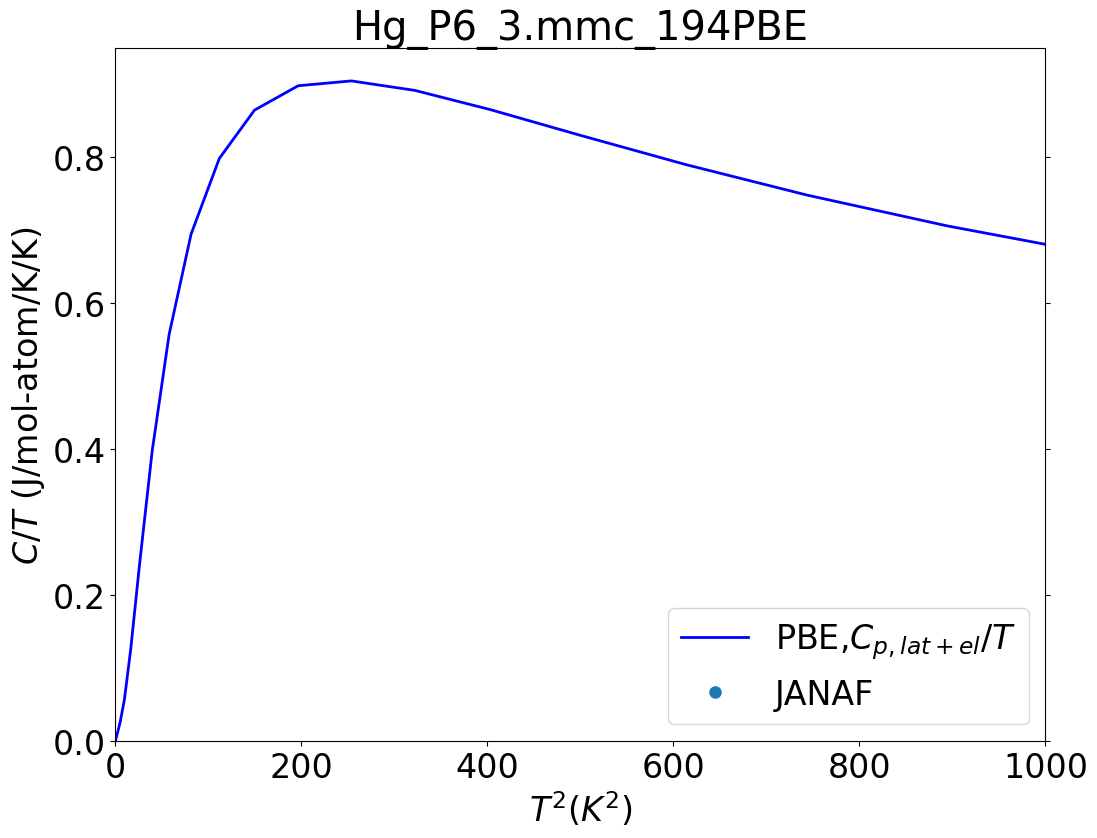 Hg_P6_3.mmc_194PBE
C/T (J/mol-atom/K/K)
0.8
0.6
0.4
0.2
0.0
PBE,C_{p, lat+el}/T
JANAF
0 200 400 600 800 1000
T²(K²)